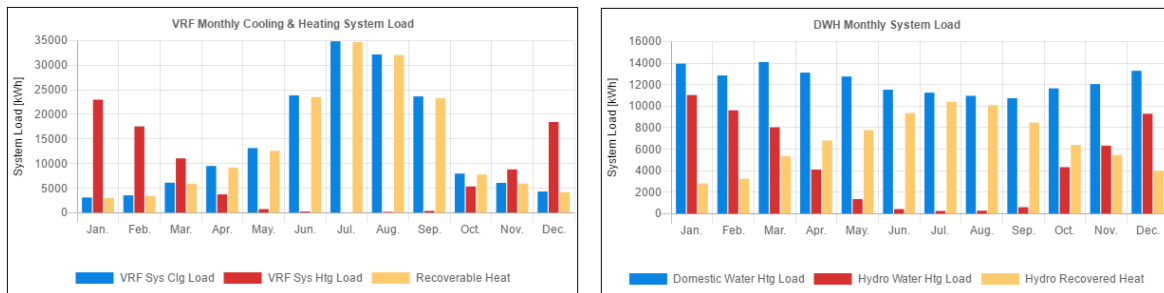 VRF Monthly Cooling & Heating System Load
System Load [kWh]
35000
30000
25000
20000
15000
10000
5000
0
Jan. Feb. Mar. Apr. May. Jun. Jul. Aug. Sep. Oct. Nov. Dec.
VRF Sys Clg Load VRF Sys Htg Load Recoverable Heat
DWH Monthly System Load
System Load [kWh]
16000
14000
12000
10000
8000
6000
4000
2000
0
Jan. Feb. Mar. Apr. May. Jun. Jul. Aug. Sep. Oct. Nov. Dec.
Domestic Water Htg Load Hydro Water Htg Load Hydro Recovered Heat